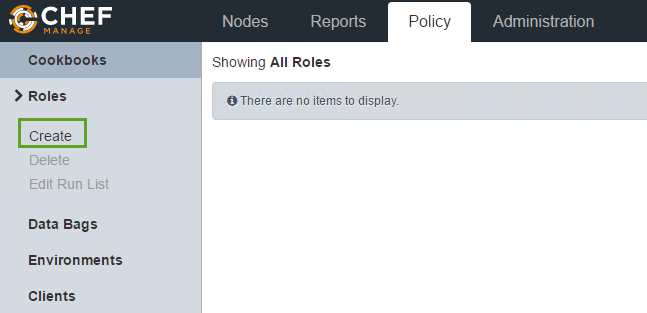 CHEF
MANAGE
Nodes Reports Policy Administration
Cookbooks
Roles
Create
Delete
Edit Run List
Data Bags
Environments
Clients
Showing All Roles
There are no items to display.